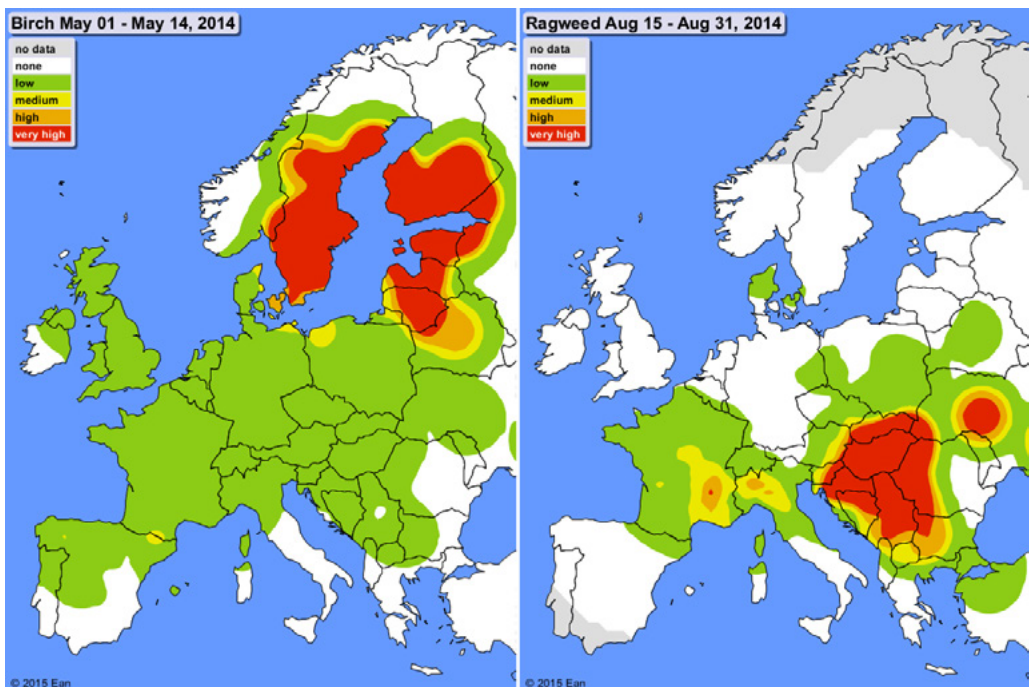 Birch May 01 - May 14, 2014
no data
none
low
medium
high
very high
© 2015 Ean
Ragweed Aug 15 - Aug 31, 2014
no data
none
low
medium
high
very high
© 2015 Ean